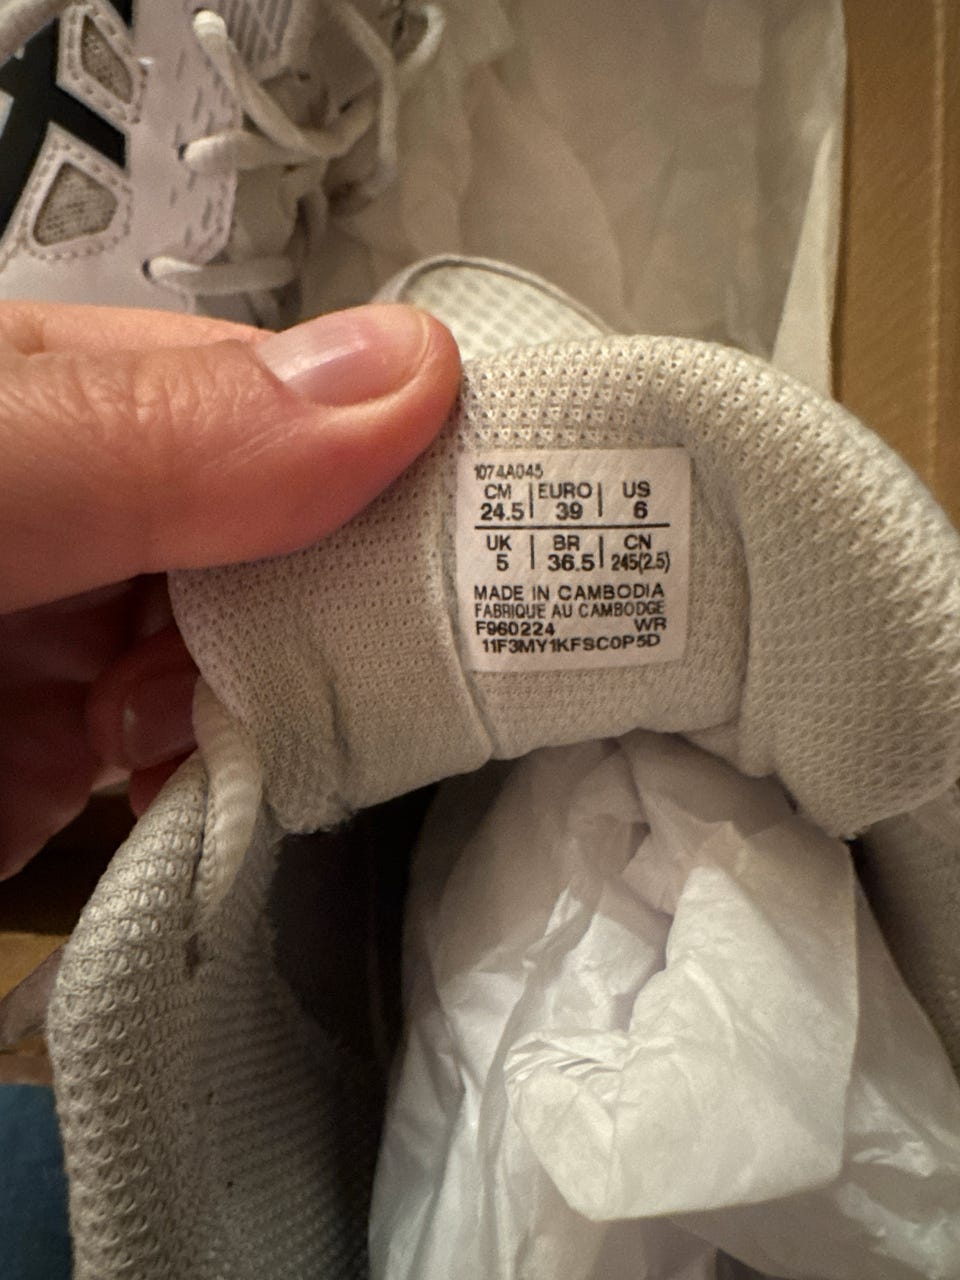 1074A045
CM | EURO | US
24.5 | 39 | 6
UK | BR | CN
5 | 36.5 | 245(2.5)
MADE IN CAMBODIA
FABRIQUE AU CAMBODGE
F960224 WR
11F3MY1KFSC0P5D